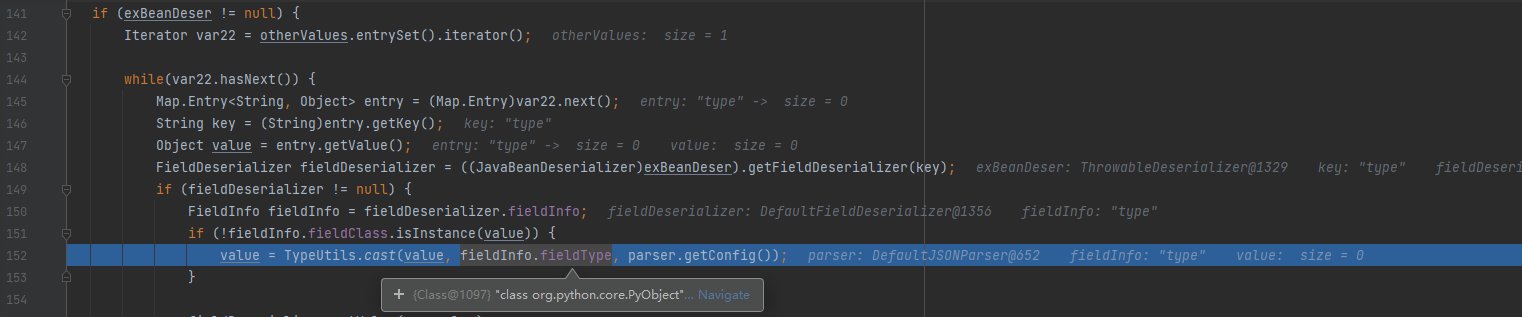 141 if (exBeanDeser != null) {
142 Iterator var22 = otherValues.entrySet().iterator(); otherValues: size = 1
143
144 while(var22.hasNext()) {
145 Map.Entry<String, Object> entry = (Map.Entry)var22.next(); entry: "type" -> size = 0
146 String key = (String)entry.getKey(); key: "type"
147 Object value = entry.getValue(); entry: "type" -> size = 0 value: size = 0
148 FieldDeserializer fieldDeserializer = ((JavaBeanDeserializer)exBeanDeser).getFieldDeserializer(key); exBeanDeser: ThrowableDeserializer@1329 key: "type" fieldDeseri
149 if (fieldDeserializer != null) {
150 FieldInfo fieldInfo = fieldDeserializer.fieldInfo; fieldDeserializer: DefaultFieldDeserializer@1356 fieldInfo: "type"
151 if (!fieldInfo.fieldClass.isInstance(value)) {
152 value = TypeUtils.cast(value, fieldInfo.fieldType, parser.getConfig()); parser: DefaultJSONParser@652 fieldInfo: "type" value: size = 0
153 }
+ {Class@1097} "class org.python.core.PyObject"... Navigate
154